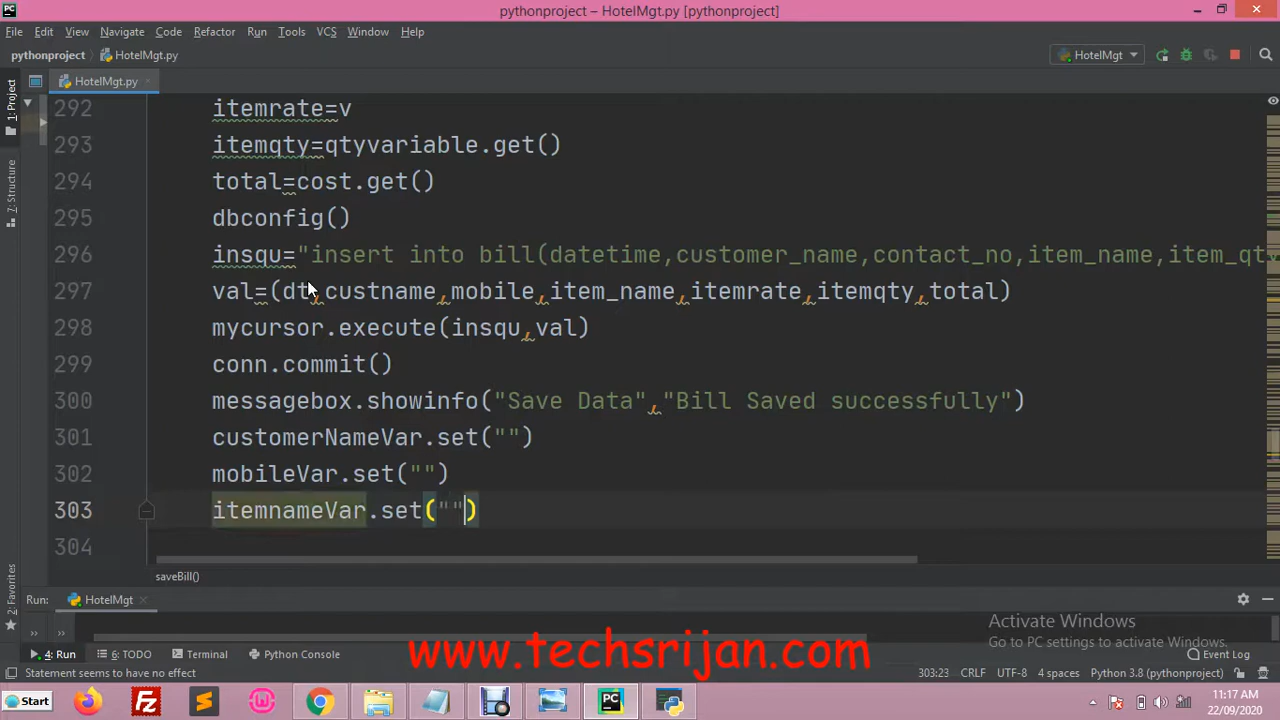 pythonproject – HotelMgt.py [pythonproject]
File Edit View Navigate Code Refactor Run Tools VCS Window Help
pythonproject HotelMgt.py HotelMgt
1: Project
HotelMgt.py
292 itemrate=v
293 itemqty=qtyvariable.get()
7: Structure
294 total=cost.get()
295 dbconfig()
296 insqu="insert into bill(datetime,customer_name,contact_no,item_name,item_qty
297 val=(dt,custname,mobile,item_name,itemrate,itemqty,total)
298 mycursor.execute(insqu,val)
299 conn.commit()
300 messagebox.showinfo("Save Data","Bill Saved successfully")
301 customerNameVar.set("")
302 mobileVar.set("")
303 itemnameVar.set("")
304
2: Favorites
saveBill()
Run: HotelMgt
Activate Windows
Go to PC settings to activate Windows.
www.techsrijan.com
4: Run 6: TODO Terminal Python Console Event Log
Statement seems to have no effect 303:23 CRLF UTF-8 4 spaces Python 3.8 (pythonproject)
Start PC 11:17 AM
22/09/2020